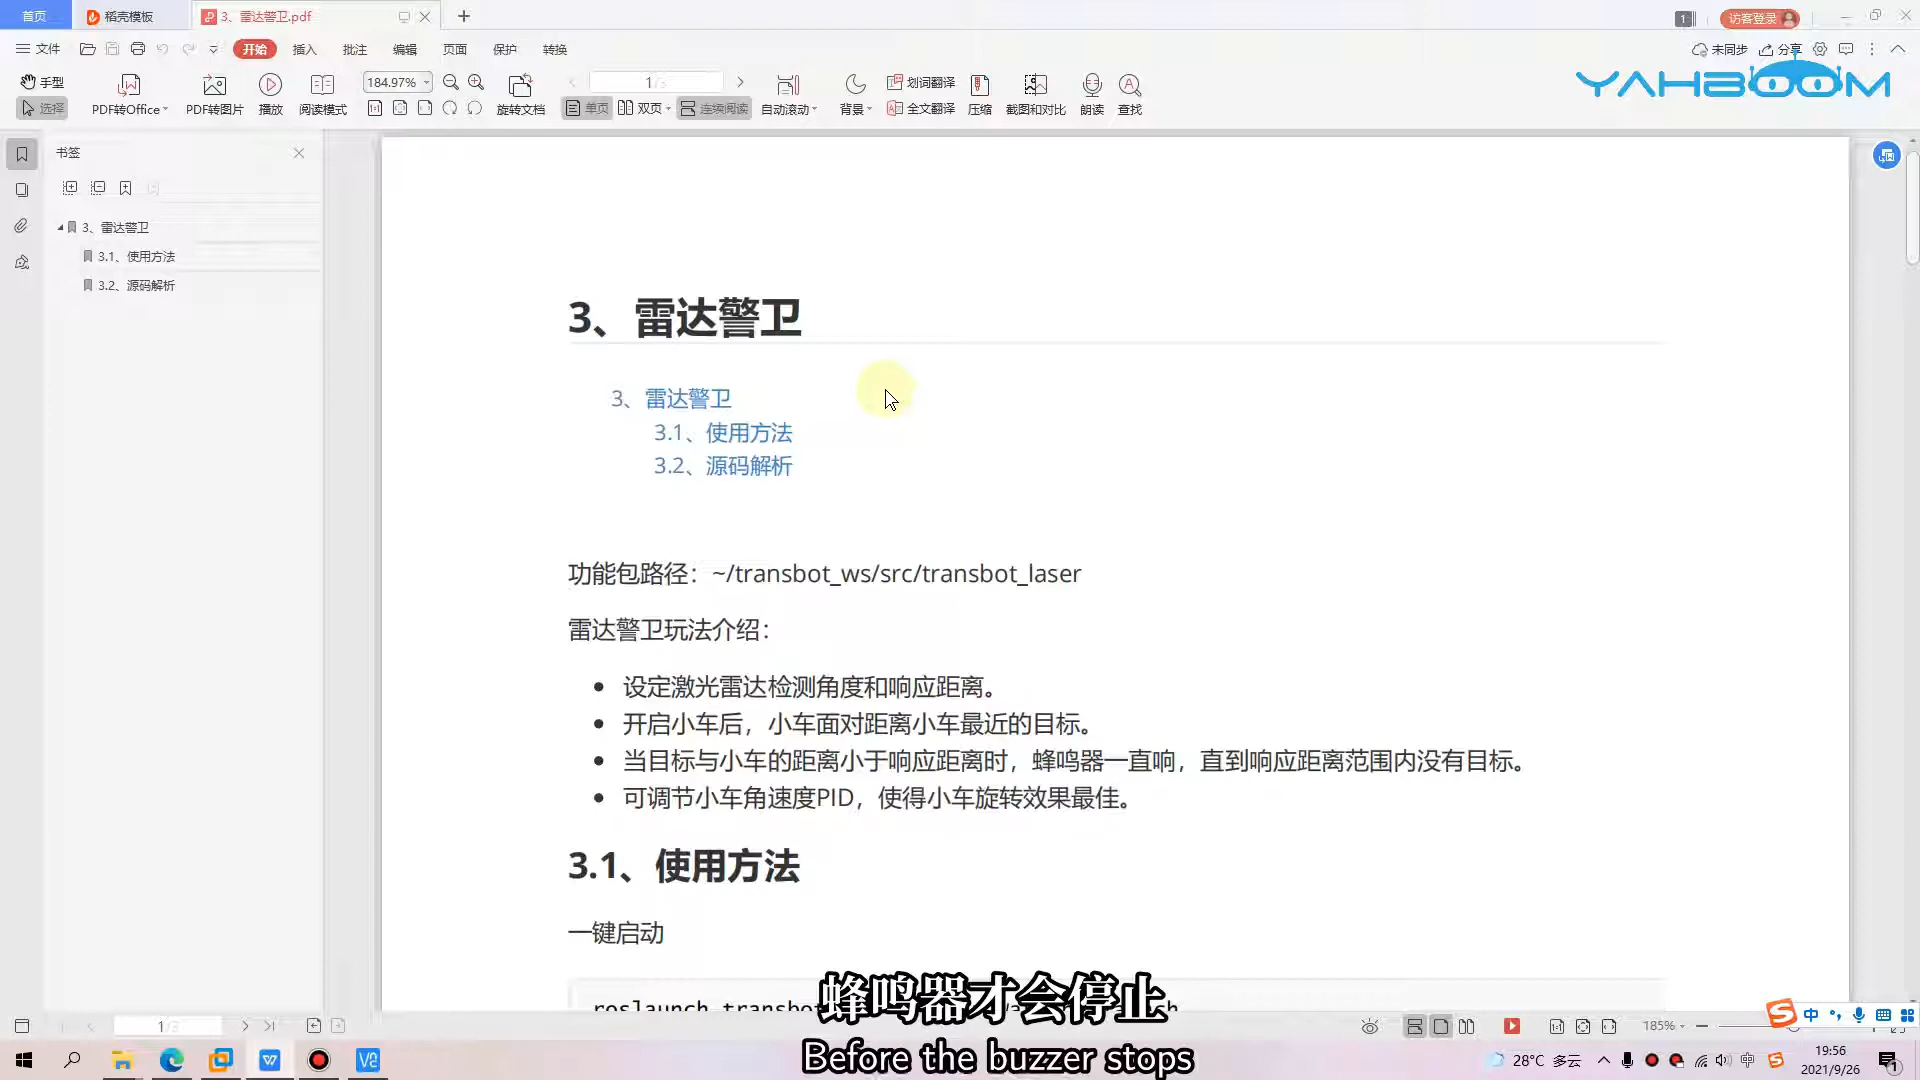 首页
稻壳模板
3、雷达警卫.pdf
1
访客登录
文件
开始
插入
批注
编辑
页面
保护
转换
未同步
分享
手型
选择
PDF转Office
PDF转图片
播放
阅读模式
184.97%
旋转文档
1/3
单页
双页
连续阅读
自动滚动
背景
划词翻译
全文翻译
压缩
截图和对比
朗读
查找
YAHBOOM
书签
3、雷达警卫
3.1、使用方法
3.2、源码解析
3、雷达警卫
3、雷达警卫
3.1、使用方法
3.2、源码解析
功能包路径：~/transbot_ws/src/transbot_laser
雷达警卫玩法介绍：
设定激光雷达检测角度和响应距离。
开启小车后，小车面对距离小车最近的目标。
当目标与小车的距离小于响应距离时，蜂鸣器一直响，直到响应距离范围内没有目标。
可调节小车角速度PID，使得小车旋转效果最佳。
3.1、使用方法
一键启动
roslaunch transbot
蜂鸣器才会停止
Before the buzzer stops
1/3
185%
中
28°C 多云
中
19:56
2021/9/26